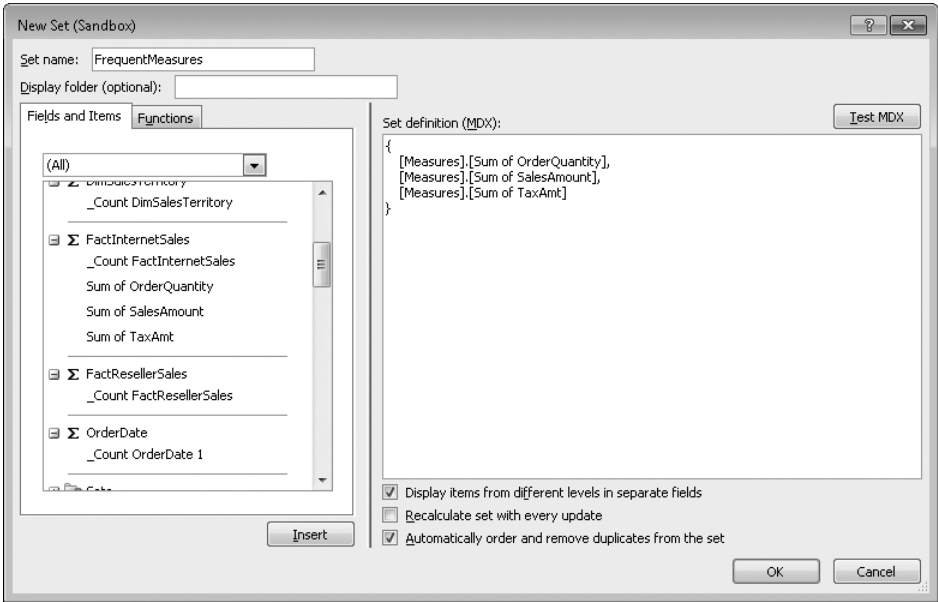 New Set (Sandbox)
Set name: FrequentMeasures
Display folder (optional):
Fields and Items
Functions
(All)
DimSalesTerritory
_Count DimSalesTerritory
Σ FactInternetSales
_Count FactInternetSales
Sum of OrderQuantity
Sum of SalesAmount
Sum of TaxAmt
Σ FactResellerSales
_Count FactResellerSales
Σ OrderDate
_Count OrderDate 1
Insert
Set definition (MDX):
Test MDX
{
[Measures].[Sum of OrderQuantity],
[Measures].[Sum of SalesAmount],
[Measures].[Sum of TaxAmt]
}
Display items from different levels in separate fields
Recalculate set with every update
Automatically order and remove duplicates from the set
OK
Cancel